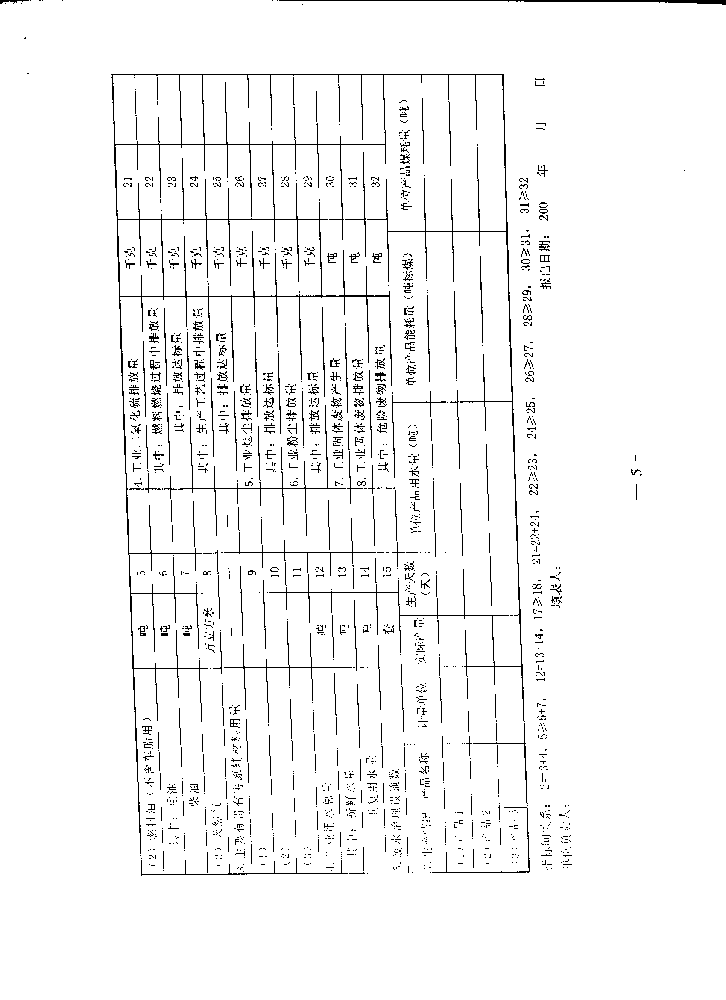 （2）燃料油（不含车船用） 吨 5 4.工业二氧化硫排放量 千克 21
其中：重油 吨 6 其中：燃料燃烧过程中排放量 千克 22
柴油 吨 7 其中：排放达标量 千克 23
（3）天然气 万立方米 8 其中：生产工艺过程中排放量 千克 24
3.主要有毒有害原辅材料用量 — — — 其中：排放达标量 千克 25
（1） 9 5.工业烟尘排放量 千克 26
（2） 10 其中：排放达标量 千克 27
（3） 11 6.工业粉尘排放量 千克 28
4.工业用水总量 吨 12 其中：排放达标量 千克 29
其中：新鲜水量 吨 13 7.工业固体废物产生量 吨 30
重复用水量 吨 14 8.工业固体废物排放量 吨 31
5.废水治理设施数 套 15 其中：危险废物排放量 吨 32
7.生产情况 产品名称 计量单位 实际产量 生产天数（天） 单位产品用水量（吨） 单位产品能耗量（吨标煤） 单位产品煤耗量（吨）
（1）产品1
（2）产品2
（3）产品3
指标间关系： 2=3+4，5≥6+7， 12=13+14，17≥18， 21=22+24， 22≥23， 24≥25， 26≥27， 28≥29，30≥31， 31≥32
单位负责人： 填表人： 报出日期： 200 年 月 日
— 5 —